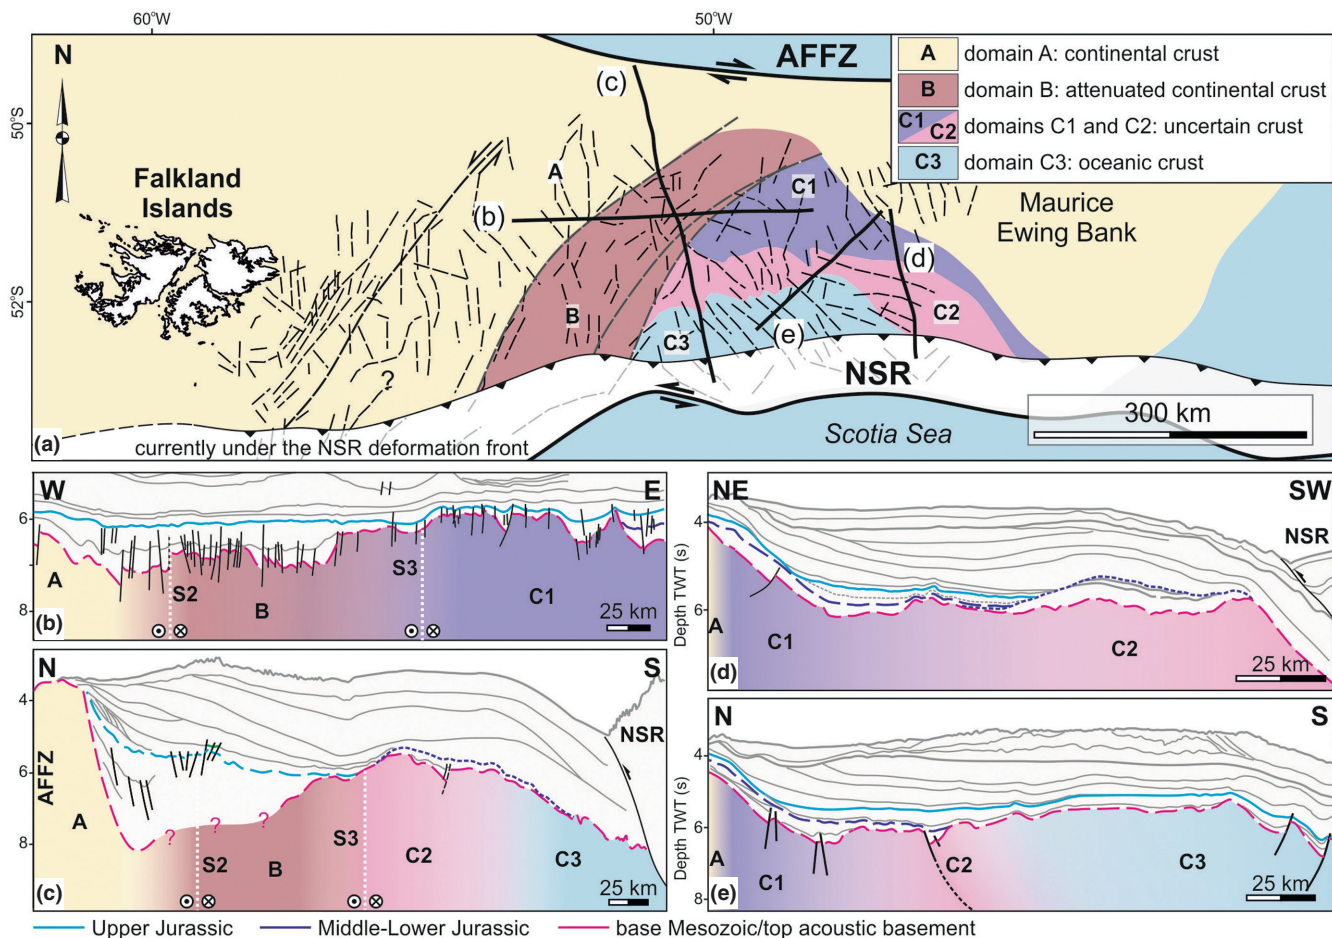 60°W
50°W
N
AFFZ
A domain A: continental crust
B domain B: attenuated continental crust
C1 C2 domains C1 and C2: uncertain crust
C3 domain C3: oceanic crust
50°S
52°S
(c)
A
C1
Falkland
Islands
(b)
Maurice
Ewing Bank
(d)
B
C2
C3
(e)
?
NSR
300 km
Scotia Sea
(a)
currently under the NSR deformation front
W
E
6
8
A
S2
B
S3
C1
25 km
(b)
NE
SW
NSR
4
6
Depth TWT (s)
A
C1
C2
25 km
(d)
N
S
4
6
8
AFFZ
NSR
A
?
?
?
S2
B
S3
C2
C3
25 km
(c)
N
S
4
6
8
Depth TWT (s)
A
C1
C2
C3
25 km
(e)
Upper Jurassic
Middle-Lower Jurassic
base Mesozoic/top acoustic basement